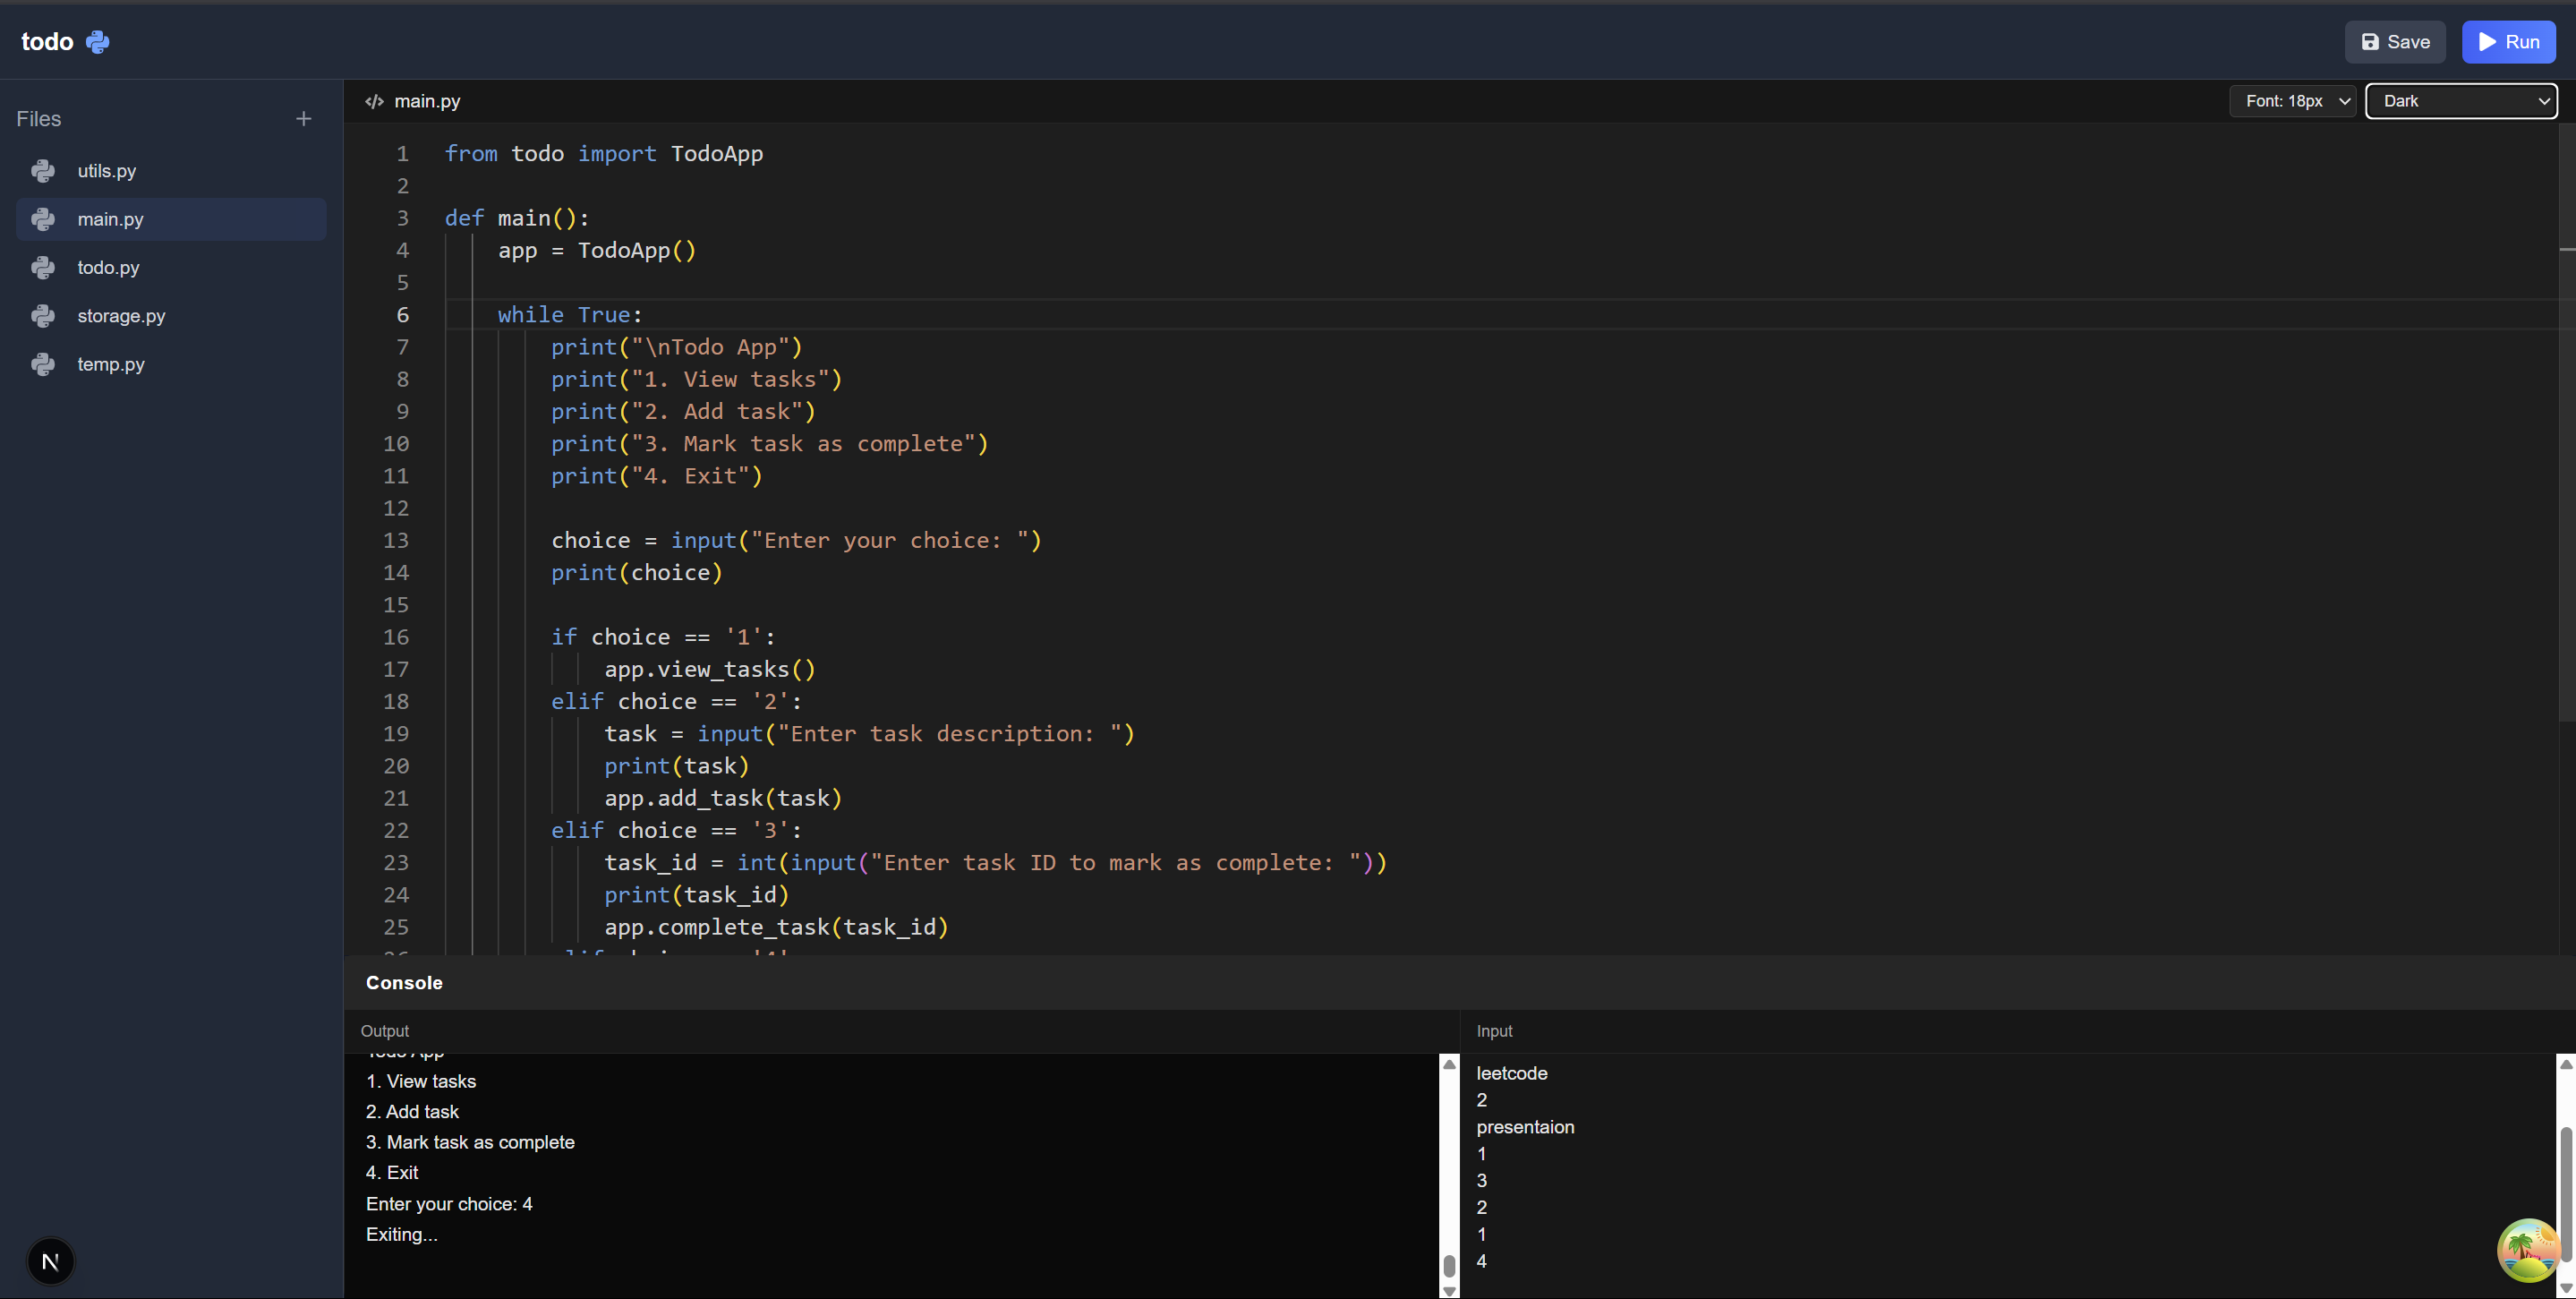 todo
Save
Run
Files
+
utils.py
main.py
todo.py
storage.py
temp.py
</> main.py
Font: 18px
Dark
1 from todo import TodoApp
2
3 def main():
4     app = TodoApp()
5
6     while True:
7         print("\nTodo App")
8         print("1. View tasks")
9         print("2. Add task")
10         print("3. Mark task as complete")
11         print("4. Exit")
12
13         choice = input("Enter your choice: ")
14         print(choice)
15
16         if choice == '1':
17             app.view_tasks()
18         elif choice == '2':
19             task = input("Enter task description: ")
20             print(task)
21             app.add_task(task)
22         elif choice == '3':
23             task_id = int(input("Enter task ID to mark as complete: "))
24             print(task_id)
25             app.complete_task(task_id)
Console
Output
Todo App
1. View tasks
2. Add task
3. Mark task as complete
4. Exit
Enter your choice: 4
Exiting...
Input
leetcode
2
presentaion
1
3
2
1
4
N